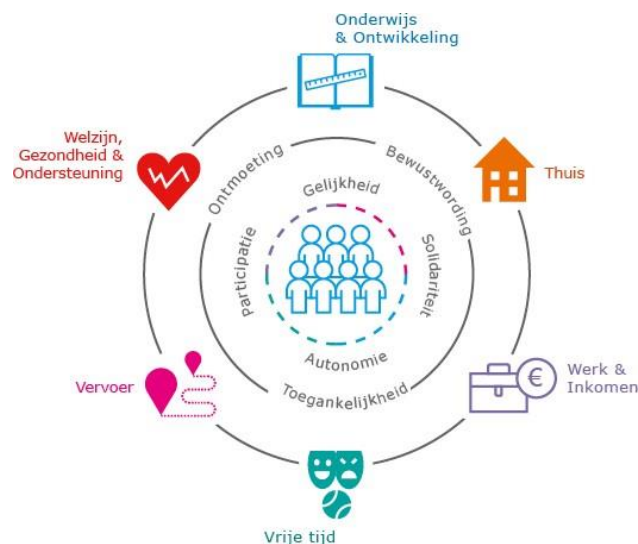 Onderwijs
& Ontwikkeling
Welzijn,
Gezondheid &
Ondersteuning
Thuis
Ontmoeting
Bewustwording
Gelijkheid
Participatie
Solidariteit
Autonomie
Toegankelijkheid
Vervoer
€
Werk &
Inkomen
Vrije tijd